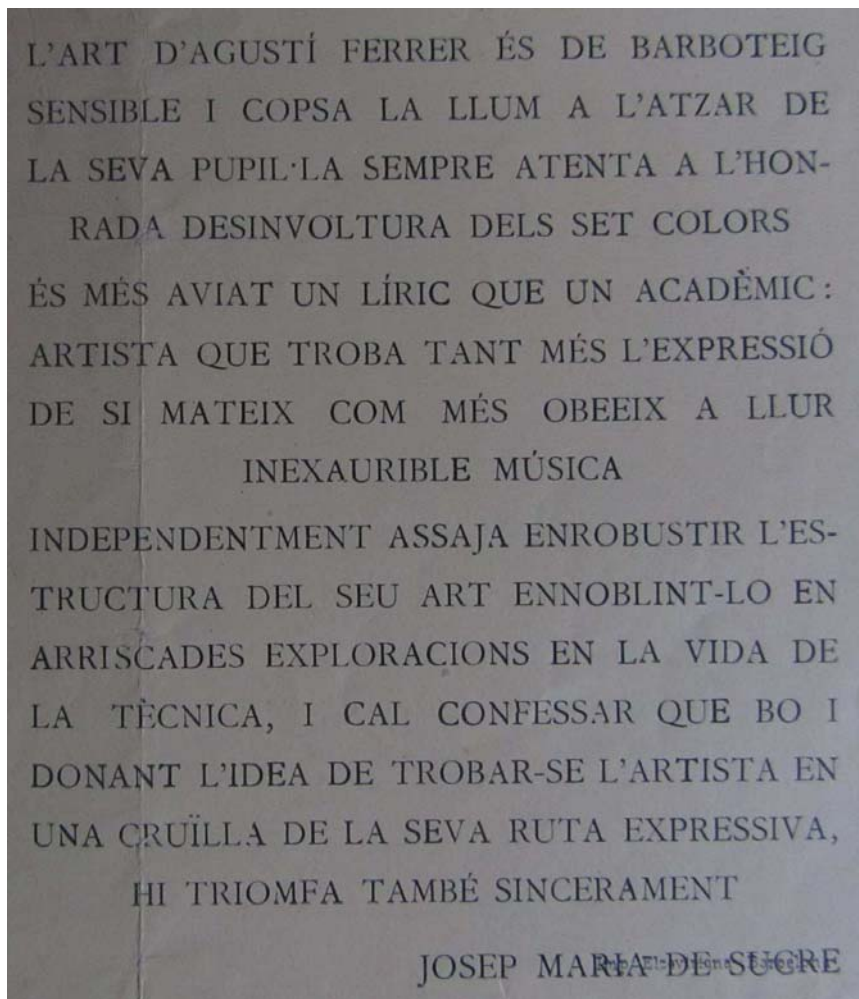 L'ART D'AGUSTÍ FERRER ÉS DE BARBOTEIG
SENSIBLE I COPSA LA LLUM A L'ATZAR DE
LA SEVA PUPIL·LA SEMPRE ATENTA A L'HON-
RADA DESINVOLTURA DELS SET COLORS
ÉS MÉS AVIAT UN LÍRIC QUE UN ACADÈMIC:
ARTISTA QUE TROBA TANT MÉS L'EXPRESSIÓ
DE SI MATEIX COM MÉS OBEEIX A LLUR
INEXAURIBLE MÚSICA
INDEPENDENTMENT ASSAJA ENROBUSTIR L'ES-
TRUCTURA DEL SEU ART ENNOBLINT-LO EN
ARRISCADES EXPLORACIONS EN LA VIDA DE
LA TÈCNICA, I CAL CONFESSAR QUE BO I
DONANT L'IDEA DE TROBAR-SE L'ARTISTA EN
UNA CRUÏLLA DE LA SEVA RUTA EXPRESSIVA,
HI TRIOMFA TAMBÉ SINCERAMENT
JOSEP MARIA DE SUCRE